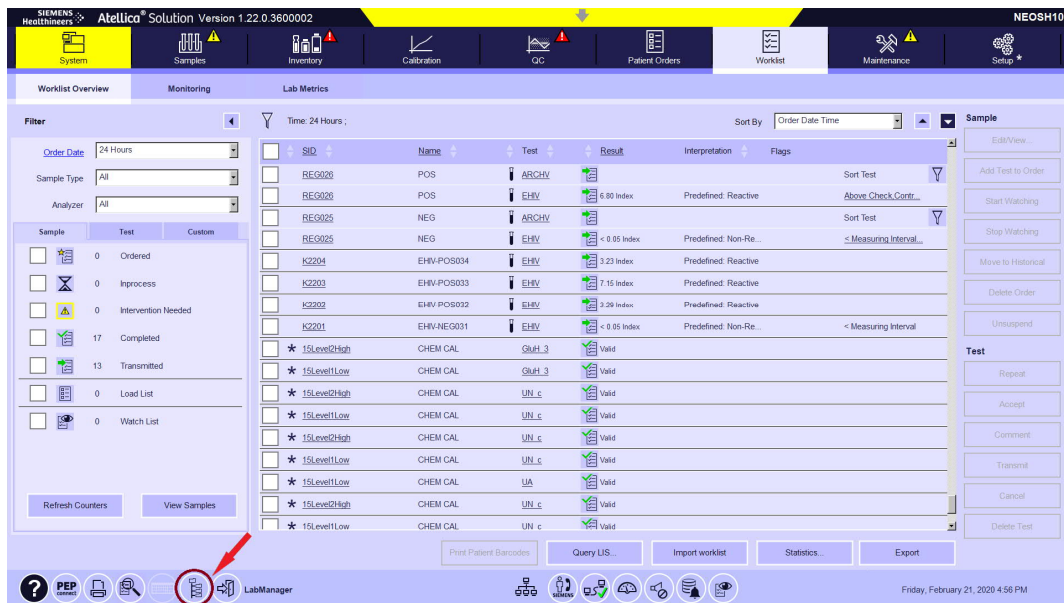 SIEMENS Healthineers Atellica® Solution Version 1.22.0.3600002 NEOSH10
System Samples Inventory Calibration QC Patient Orders Worklist Maintenance Setup *
Worklist Overview Monitoring Lab Metrics
Filter Time: 24 Hours ; Sort By Order Date Time Sample
Order Date 24 Hours
Sample Type All
Analyzer All
Sample Test Custom
0 Ordered
0 Inprocess
0 Intervention Needed
17 Completed
13 Transmitted
0 Load List
0 Watch List
Refresh Counters View Samples
SID Name Test Result Interpretation Flags
REG026 POS ARCHV Sort Test
REG026 POS EHIV 6.80 Index Predefined: Reactive Above Check,Contr...
REG025 NEG ARCHV Sort Test
REG025 NEG EHIV < 0.05 Index Predefined: Non-Re... < Measuring Interval...
K2204 EHIV-POS034 EHIV 3.23 Index Predefined: Reactive
K2203 EHIV-POS033 EHIV 7.15 Index Predefined: Reactive
K2202 EHIV-POS032 EHIV 3.29 Index Predefined: Reactive
K2201 EHIV-NEG031 EHIV < 0.05 Index Predefined: Non-Re... < Measuring Interval
* 15Level2High CHEM CAL GluH_3 Valid
* 15Level1Low CHEM CAL GluH_3 Valid
* 15Level2High CHEM CAL UN_c Valid
* 15Level1Low CHEM CAL UN_c Valid
* 15Level2High CHEM CAL UN_c Valid
* 15Level1Low CHEM CAL UN_c Valid
* 15Level1Low CHEM CAL UA Valid
* 15Level2High CHEM CAL UN_c Valid
* 15Level1Low CHEM CAL UN_c Valid
Edit/View...
Add Test to Order
Start Watching
Stop Watching
Move to Historical
Delete Order
Unsuspend
Test
Repeat
Accept
Comment
Transmit
Cancel
Delete Test
Print Patient Barcodes Query LIS... Import worklist Statistics... Export
? PEP connect LabManager SIEMENS Friday, February 21, 2020 4:56 PM